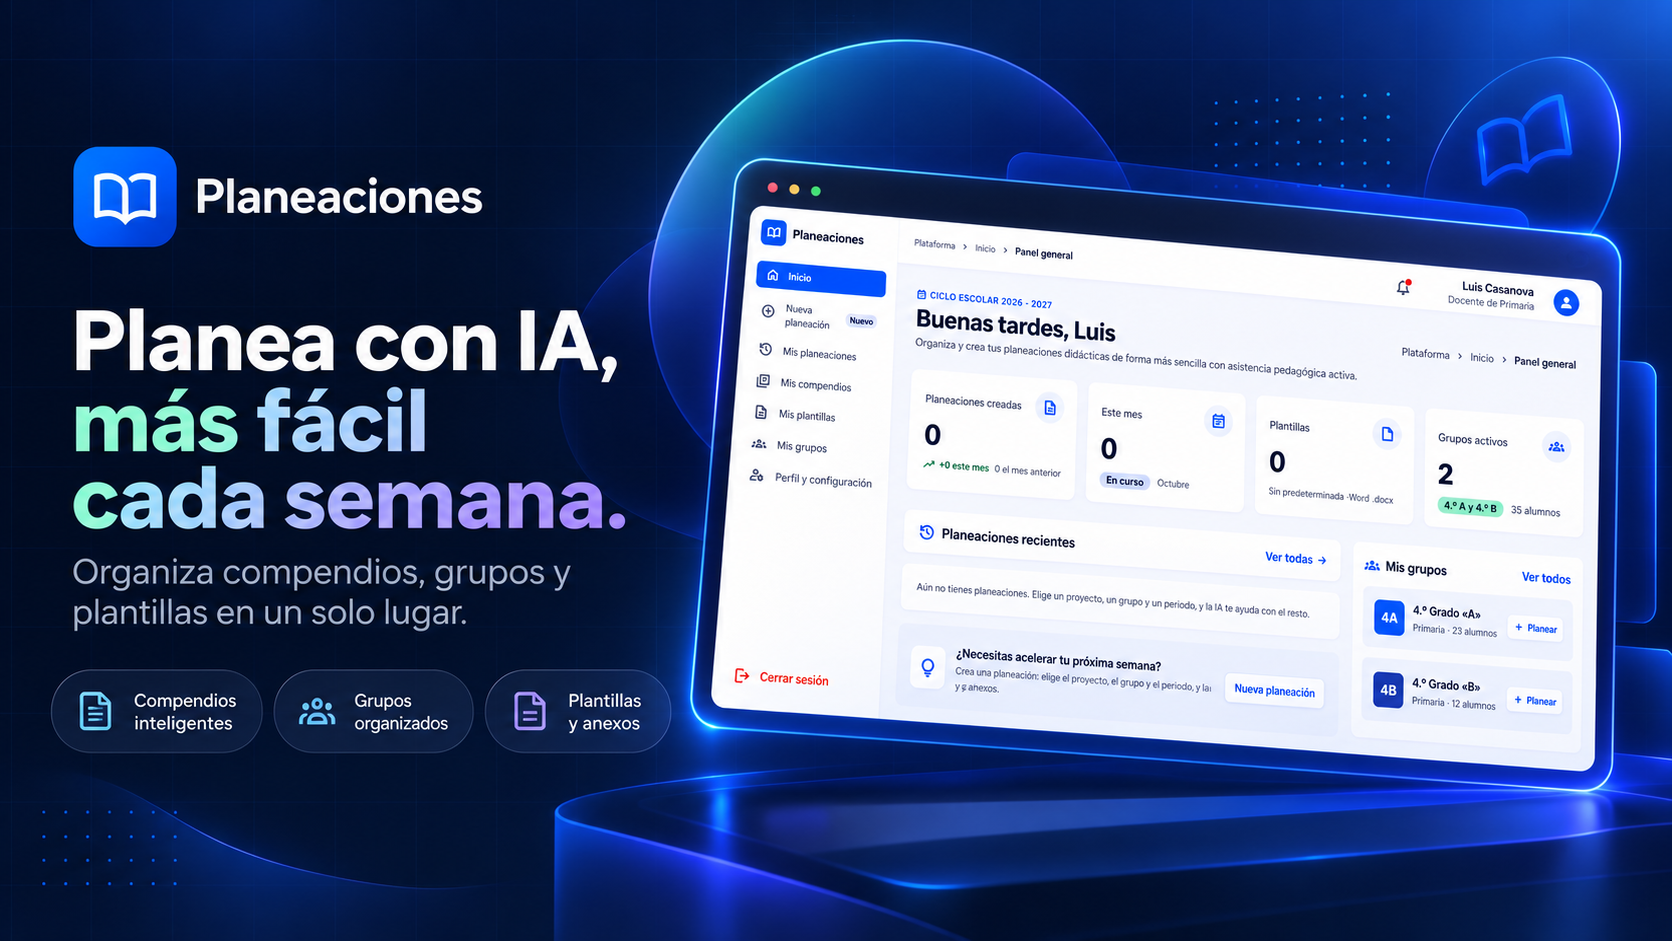 Planeaciones
Planea con IA,
más fácil
cada semana.
Organiza compendios, grupos y
plantillas en un solo lugar.
Compendios
inteligentes
Grupos
organizados
Plantillas
y anexos
Planeaciones
Inicio
Nueva
planeación
Nuevo
Mis planeaciones
Mis compendios
Mis plantillas
Mis grupos
Perfil y configuración
Cerrar sesión
Plataforma > Inicio > Panel general
Luis Casanova
Docente de Primaria
CICLO ESCOLAR 2026 - 2027
Buenas tardes, Luis
Organiza y crea tus planeaciones didácticas de forma más sencilla con asistencia pedagógica activa.
Plataforma > Inicio > Panel general
Planeaciones creadas
0
+0 este mes 0 el mes anterior
Este mes
0
En curso Octubre
Plantillas
0
Sin predeterminada ·Word .docx
Grupos activos
2
4.º A y 4.º B 35 alumnos
Planeaciones recientes
Ver todas →
Aún no tienes planeaciones. Elige un proyecto, un grupo y un periodo, y la IA te ayuda con el resto.
¿Necesitas acelerar tu próxima semana?
Crea una planeación: elige el proyecto, el grupo y el periodo, y
anexos.
Nueva planeación
Mis grupos
Ver todos
4A
4.º Grado «A»
Primaria · 23 alumnos
+ Planear
4B
4.º Grado «B»
Primaria · 12 alumnos
+ Planear